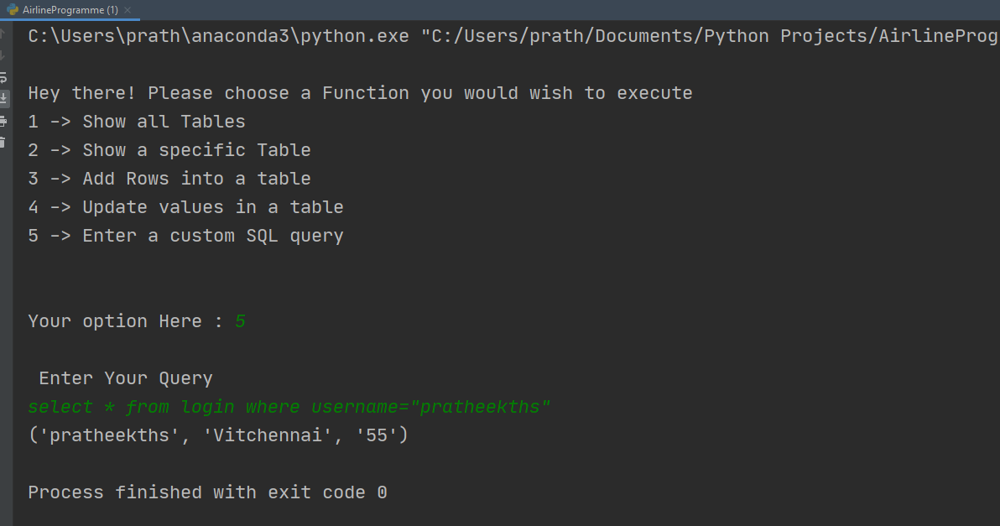 AirlineProgramme (1)
C:\Users\prath\anaconda3\python.exe "C:/Users/prath/Documents/Python Projects/AirlineProg
Hey there! Please choose a Function you would wish to execute
1 -> Show all Tables
2 -> Show a specific Table
3 -> Add Rows into a table
4 -> Update values in a table
5 -> Enter a custom SQL query
Your option Here : 5
Enter Your Query
select * from login where username="pratheekths"
('pratheekths', 'Vitchennai', '55')
Process finished with exit code 0